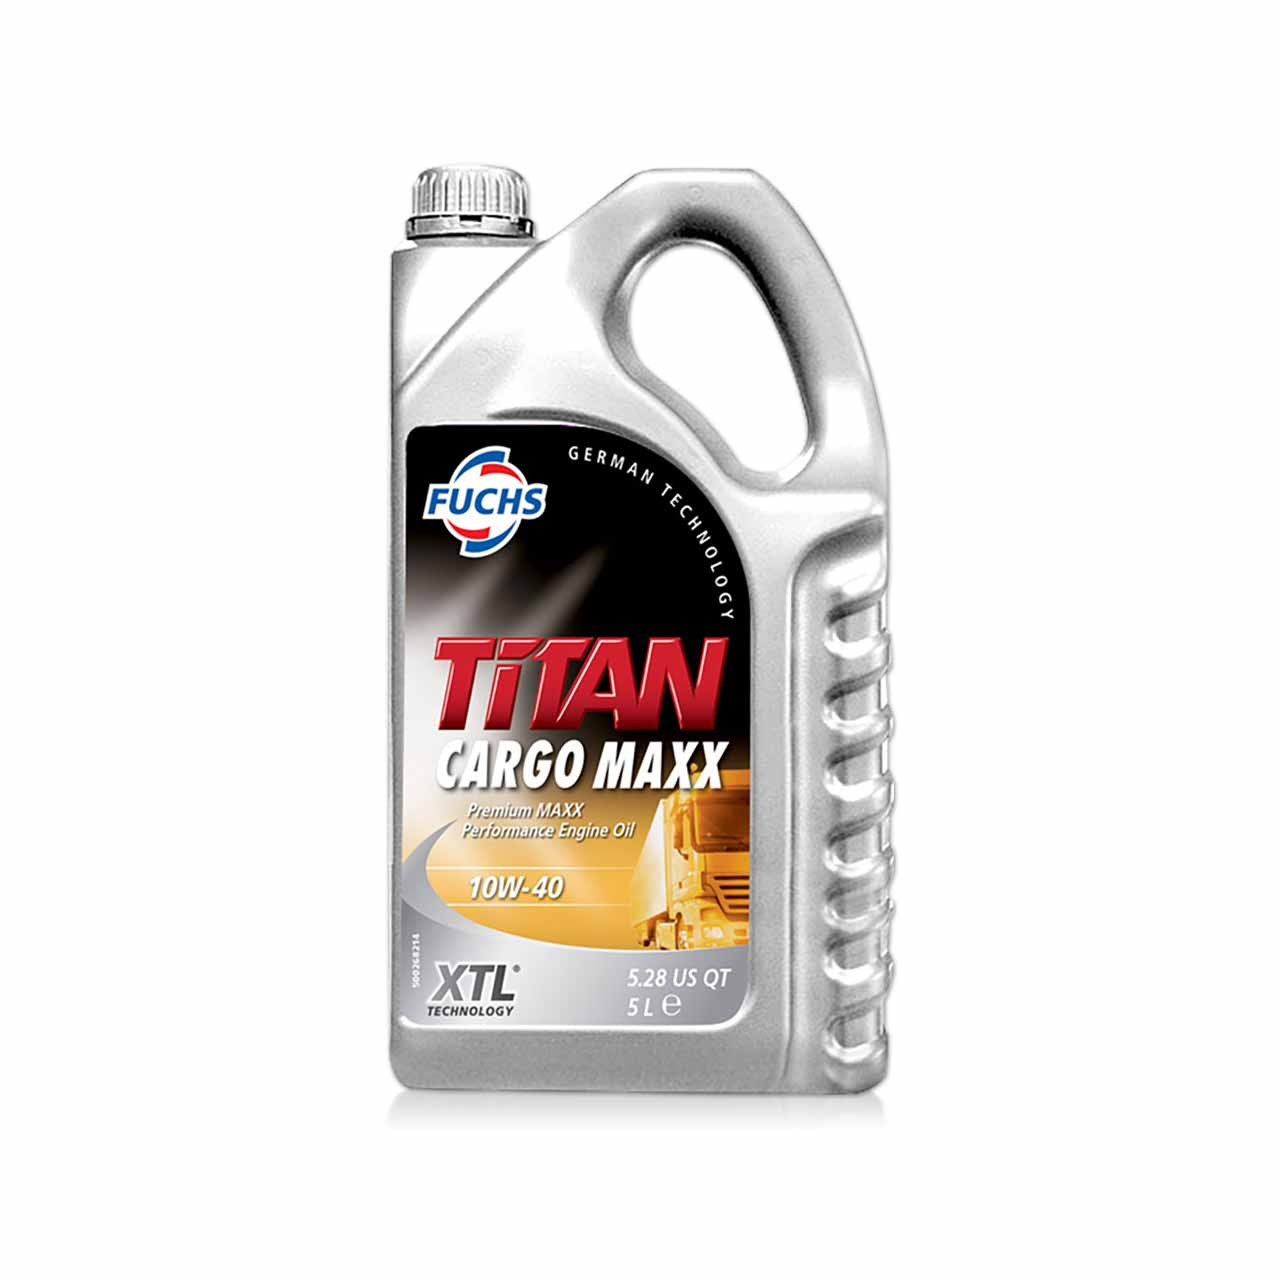 FUCHS
GERMAN TECHNOLOGY
TiTAN
CARGO MAXX
Premium MAXX
Performance Engine Oil
10W-40
500268214
XTL®
TECHNOLOGY
5.28 US QT
5 L ℮